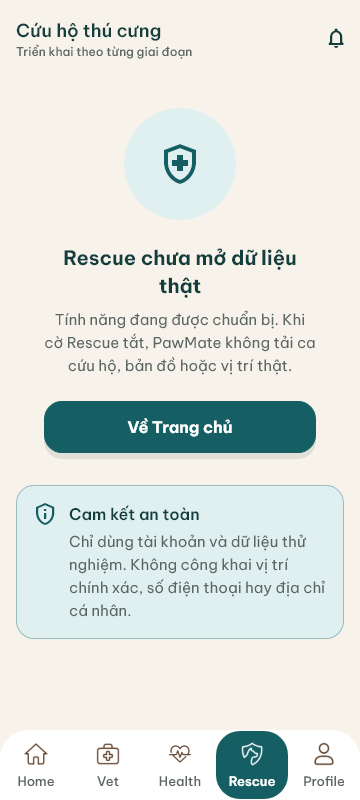 Cứu hộ thú cưng
Triển khai theo từng giai đoạn
Rescue chưa mở dữ liệu
thật
Tính năng đang được chuẩn bị. Khi
cờ Rescue tắt, PawMate không tải ca
cứu hộ, bản đồ hoặc vị trí thật.
Về Trang chủ
Cam kết an toàn
Chỉ dùng tài khoản và dữ liệu thử
nghiệm. Không công khai vị trí
chính xác, số điện thoại hay địa chỉ
cá nhân.
Home
Vet
Health
Rescue
Profile